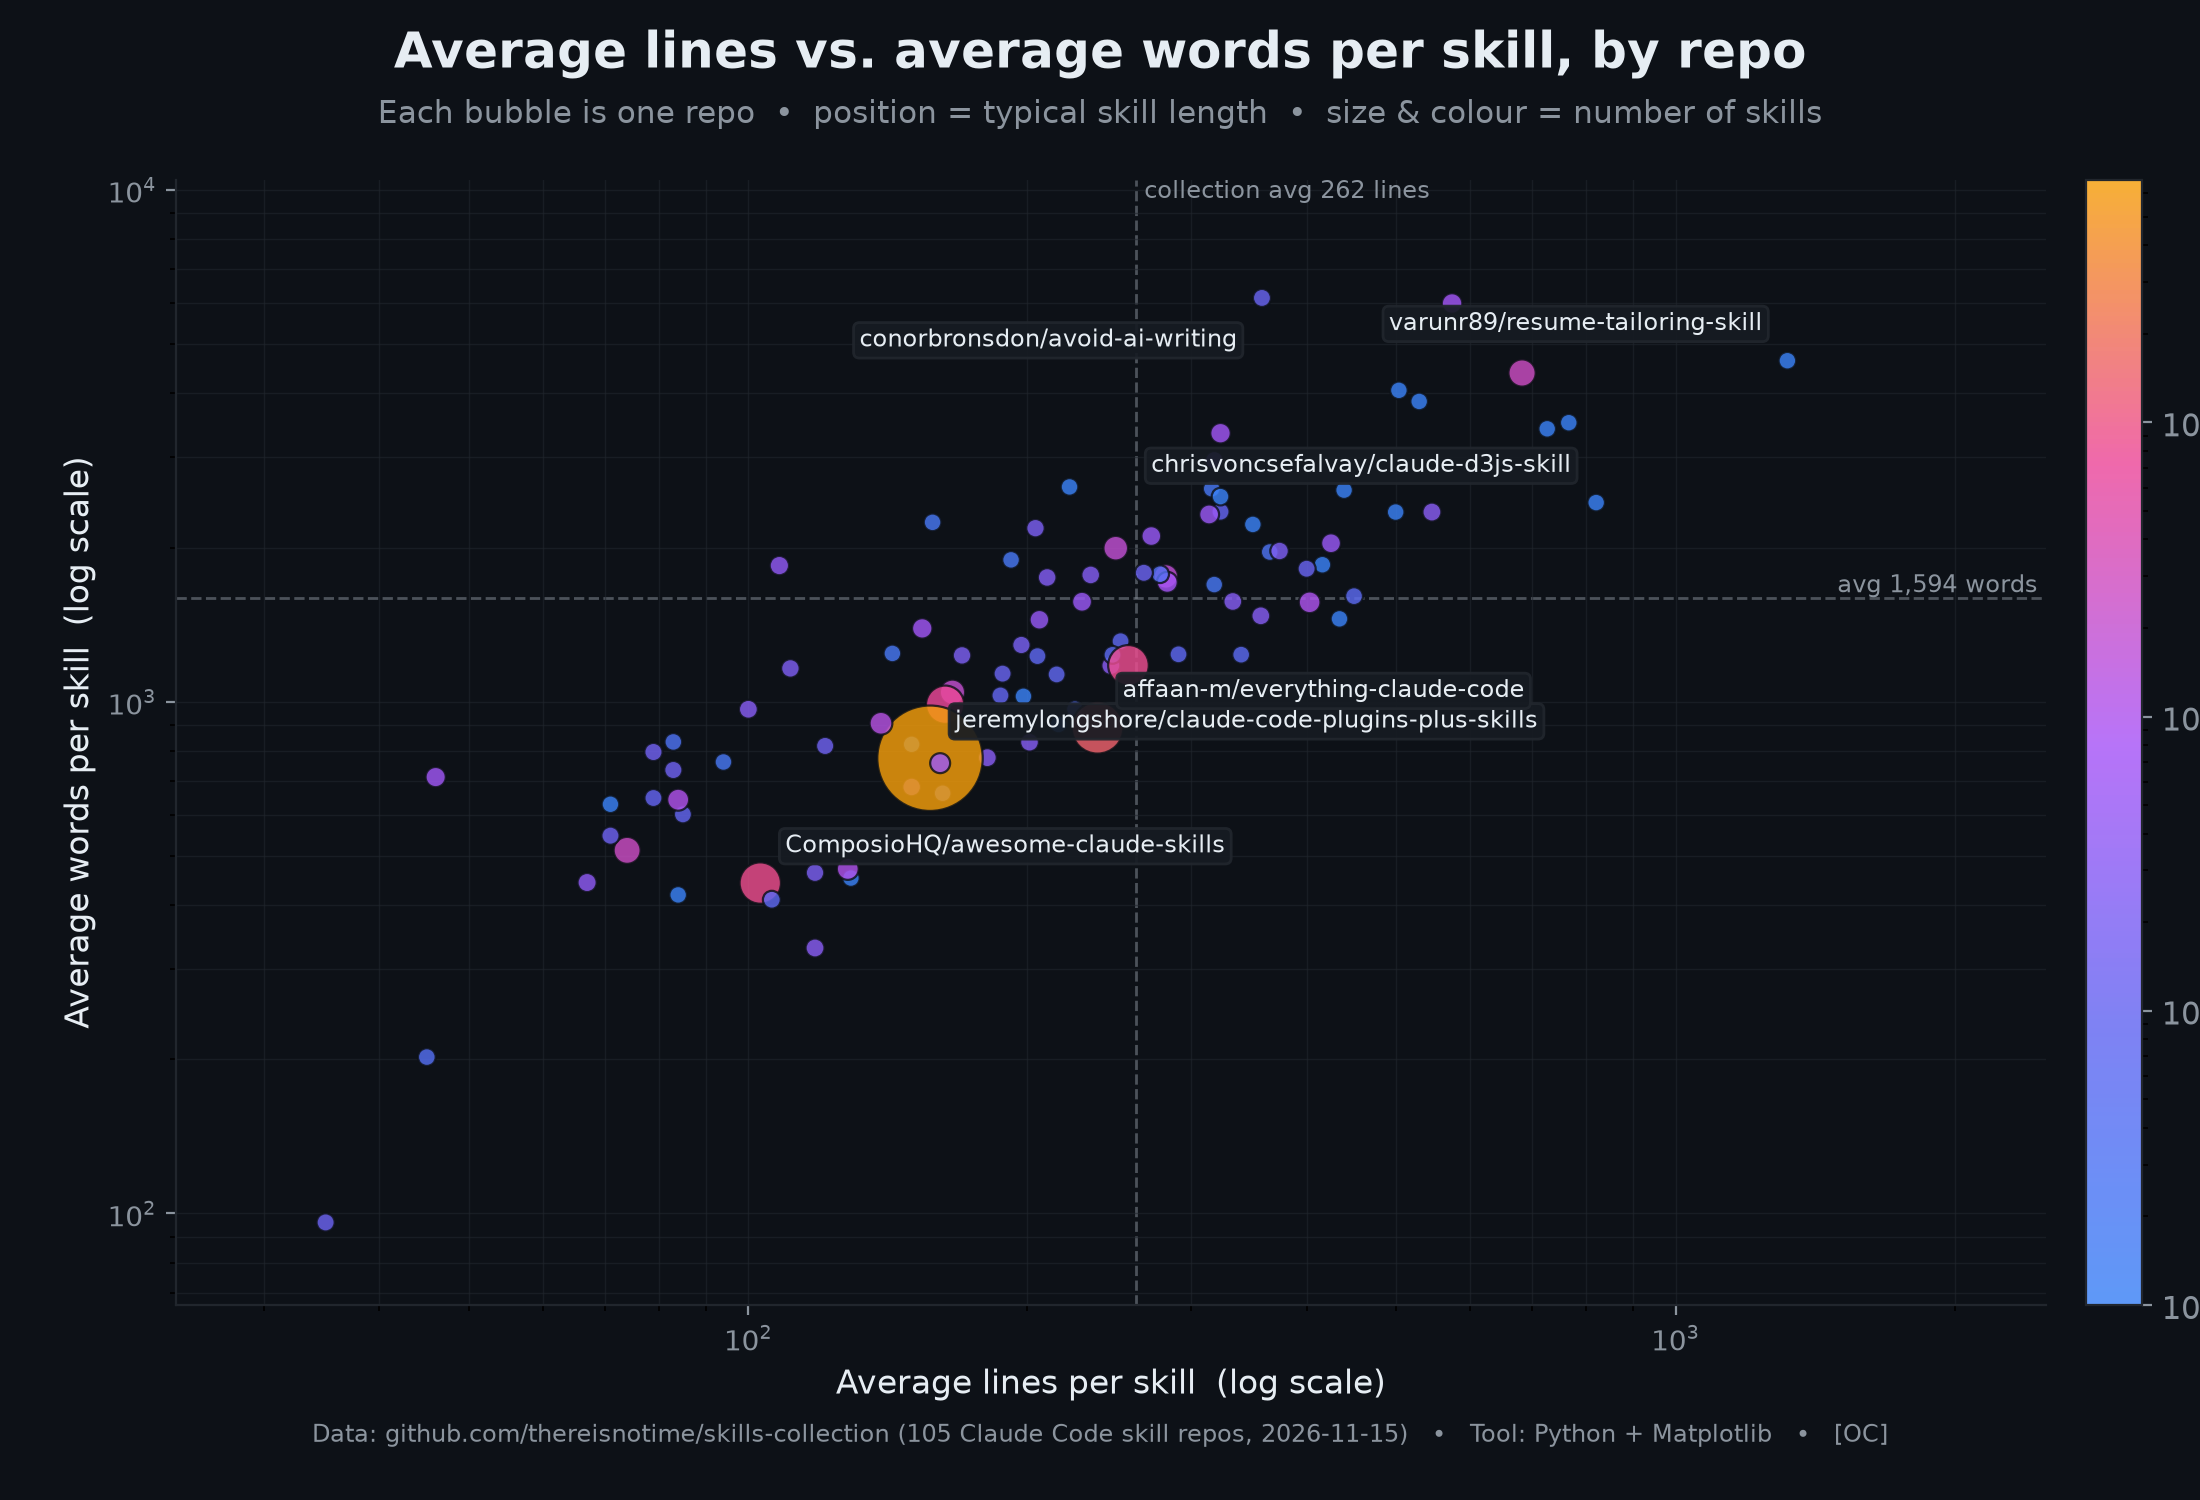 Average lines vs. average words per skill, by repo
Each bubble is one repo • position = typical skill length • size & colour = number of skills
10⁴
collection avg 262 lines
varunr89/resume-tailoring-skill
conorbronsdon/avoid-ai-writing
10
chrisvoncsefalvay/claude-d3js-skill
avg 1,594 words
Average words per skill (log scale)
affaan-m/everything-claude-code
10³
jeremylongshore/claude-code-plugins-plus-skills
10
ComposioHQ/awesome-claude-skills
10
10²
10
10²
10³
Average lines per skill (log scale)
Data: github.com/thereisnotime/skills-collection (105 Claude Code skill repos, 2026-11-15) • Tool: Python + Matplotlib • [OC]